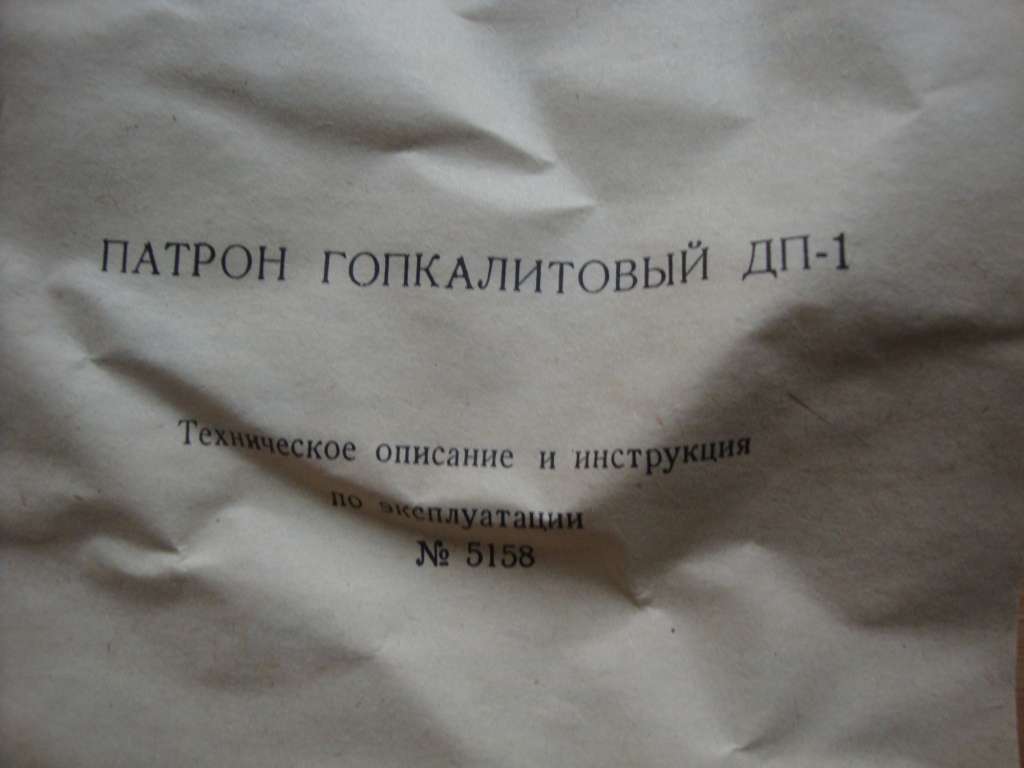 ПАТРОН ГОПКАЛИТОВЫЙ ДП-1
Техническое описание и инструкция
по эксплуатации
№ 5158